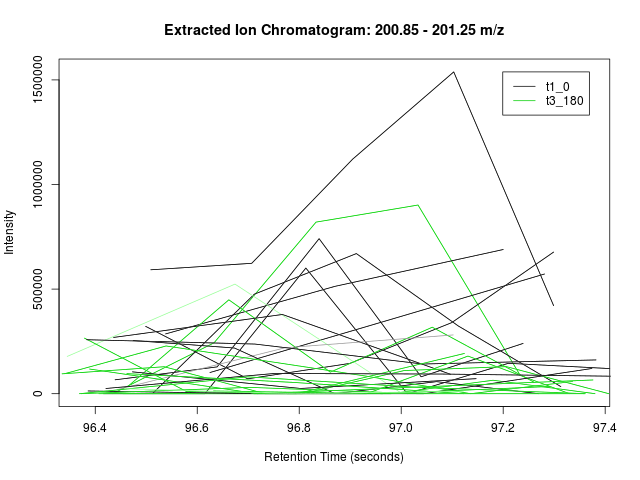 Extracted Ion Chromatogram: 200.85 - 201.25 m/z
t1_0
t3_180
1500000
1000000
500000
0
Intensity
96.4 96.6 96.8 97.0 97.2 97.4
Retention Time (seconds)